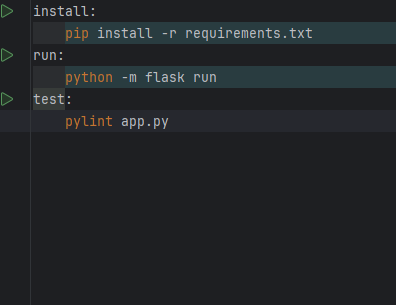 install:
    pip install -r requirements.txt
run:
    python -m flask run
test:
    pylint app.py